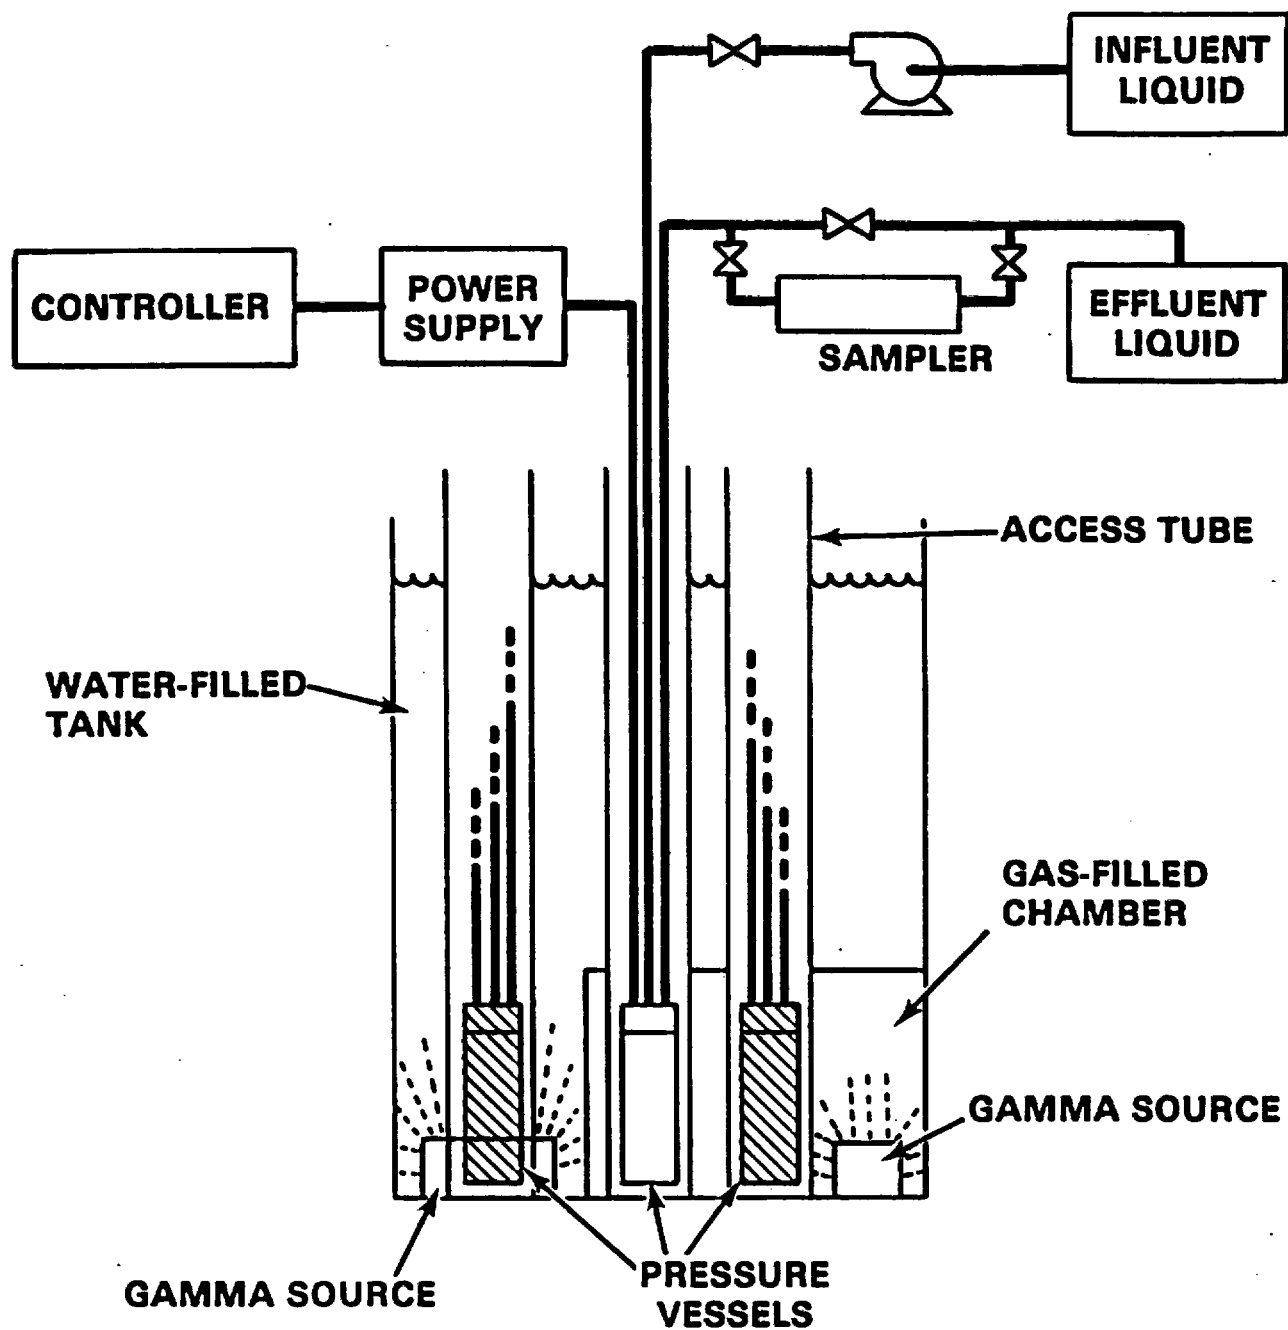 INFLUENT
LIQUID
CONTROLLER
POWER
SUPPLY
SAMPLER
EFFLUENT
LIQUID
ACCESS TUBE
WATER-FILLED
TANK
GAS-FILLED
CHAMBER
GAMMA SOURCE
GAMMA SOURCE
PRESSURE
VESSELS